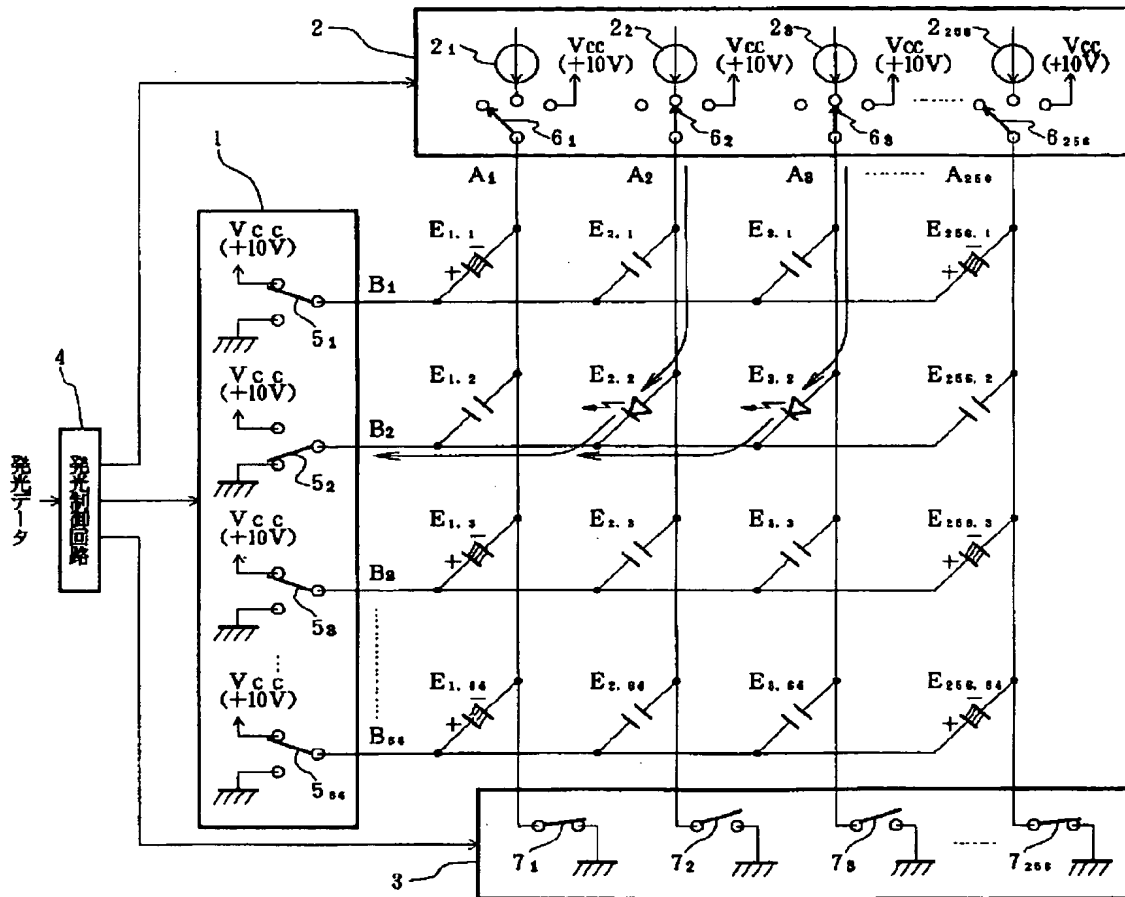 2
2₁
2₂
2₃
2₂₅₆
Vcc
(+10V)
Vcc
(+10V)
Vcc
(+10V)
Vcc
(+10V)
6₁
6₂
6₃
6₂₅₆
A₁
A₂
A₃
A₂₅₆
1
Vcc
(+10V)
5₁
B₁
E₁.₁
E₂.₁
E₃.₁
E₂₅₆.₁
+
−
+
−
4
発光データ
発光制御回路
Vcc
(+10V)
5₂
B₂
E₁.₂
E₂.₂
E₃.₂
E₂₅₆.₂
Vcc
(+10V)
5₃
B₃
E₁.₃
E₂.₃
E₃.₃
E₂₅₆.₃
+
−
+
−
Vcc
(+10V)
5₆₄
B₆₄
E₁.₆₄
E₂.₆₄
E₃.₆₄
E₂₅₆.₆₄
+
−
+
−
3
7₁
7₂
7₃
7₂₅₆